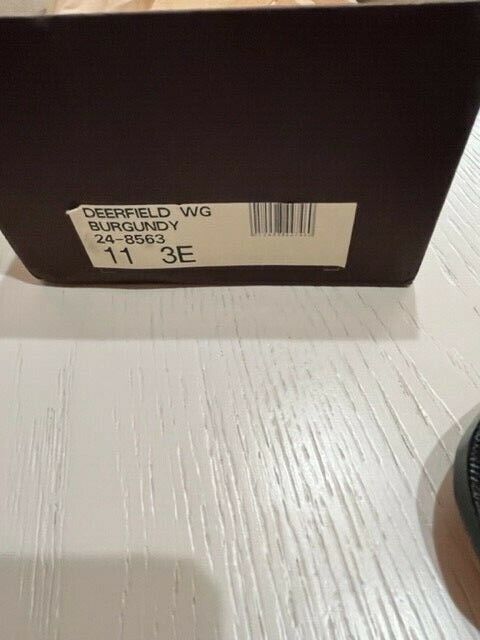 DEERFIELD WG
BURGUNDY
24-8563
11 3E